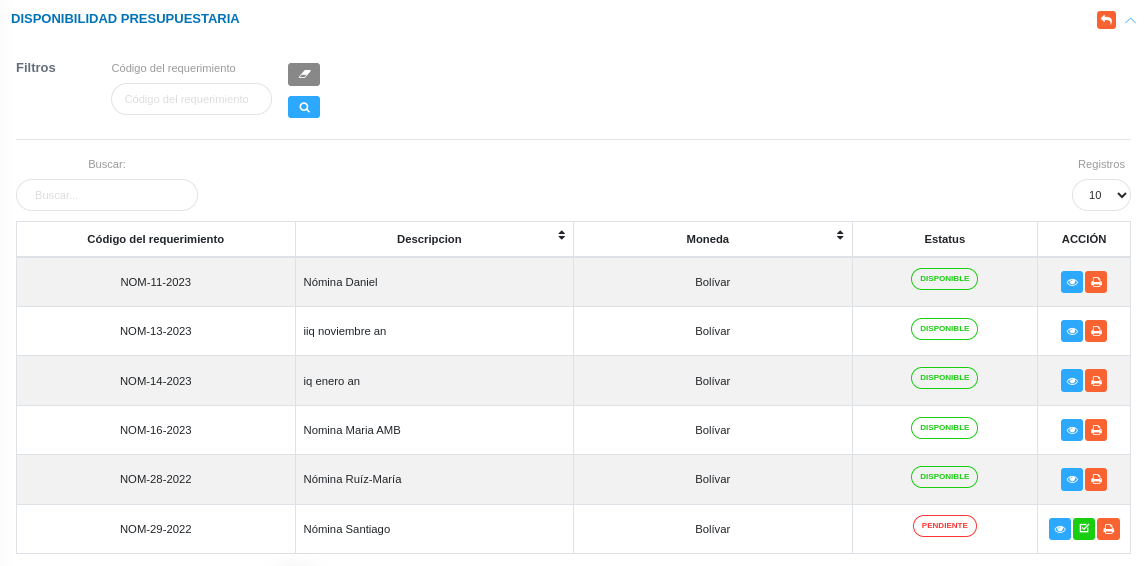 DISPONIBILIDAD PRESUPUESTARIA
Filtros
Código del requerimiento
Código del requerimiento
Buscar:
Registros
Buscar...
10
Código del requerimiento Descripcion Moneda Estatus ACCIÓN
NOM-11-2023 Nómina Daniel Bolívar DISPONIBLE
NOM-13-2023 iiq noviembre an Bolívar DISPONIBLE
NOM-14-2023 iq enero an Bolívar DISPONIBLE
NOM-16-2023 Nomina Maria AMB Bolívar DISPONIBLE
NOM-28-2022 Nómina Ruíz-María Bolívar DISPONIBLE
NOM-29-2022 Nómina Santiago Bolívar PENDIENTE